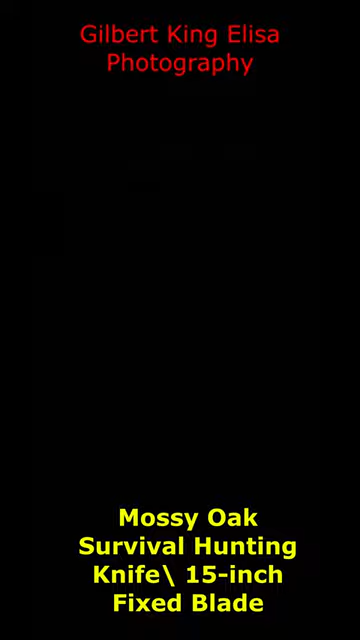 Gilbert King Elisa
Photography
Mossy Oak
Survival Hunting
Knife\ 15-inch
Fixed Blade